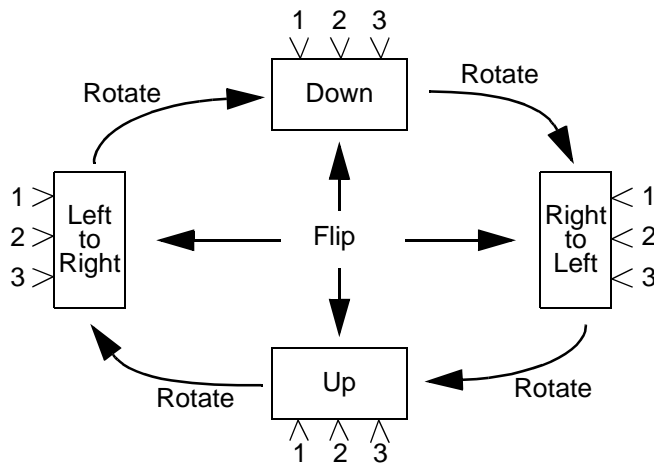 1 2 3
Down
Rotate
Rotate
1
2
3
Left
to
Right
Flip
Right
to
Left
1
2
3
Up
Rotate
Rotate
1 2 3